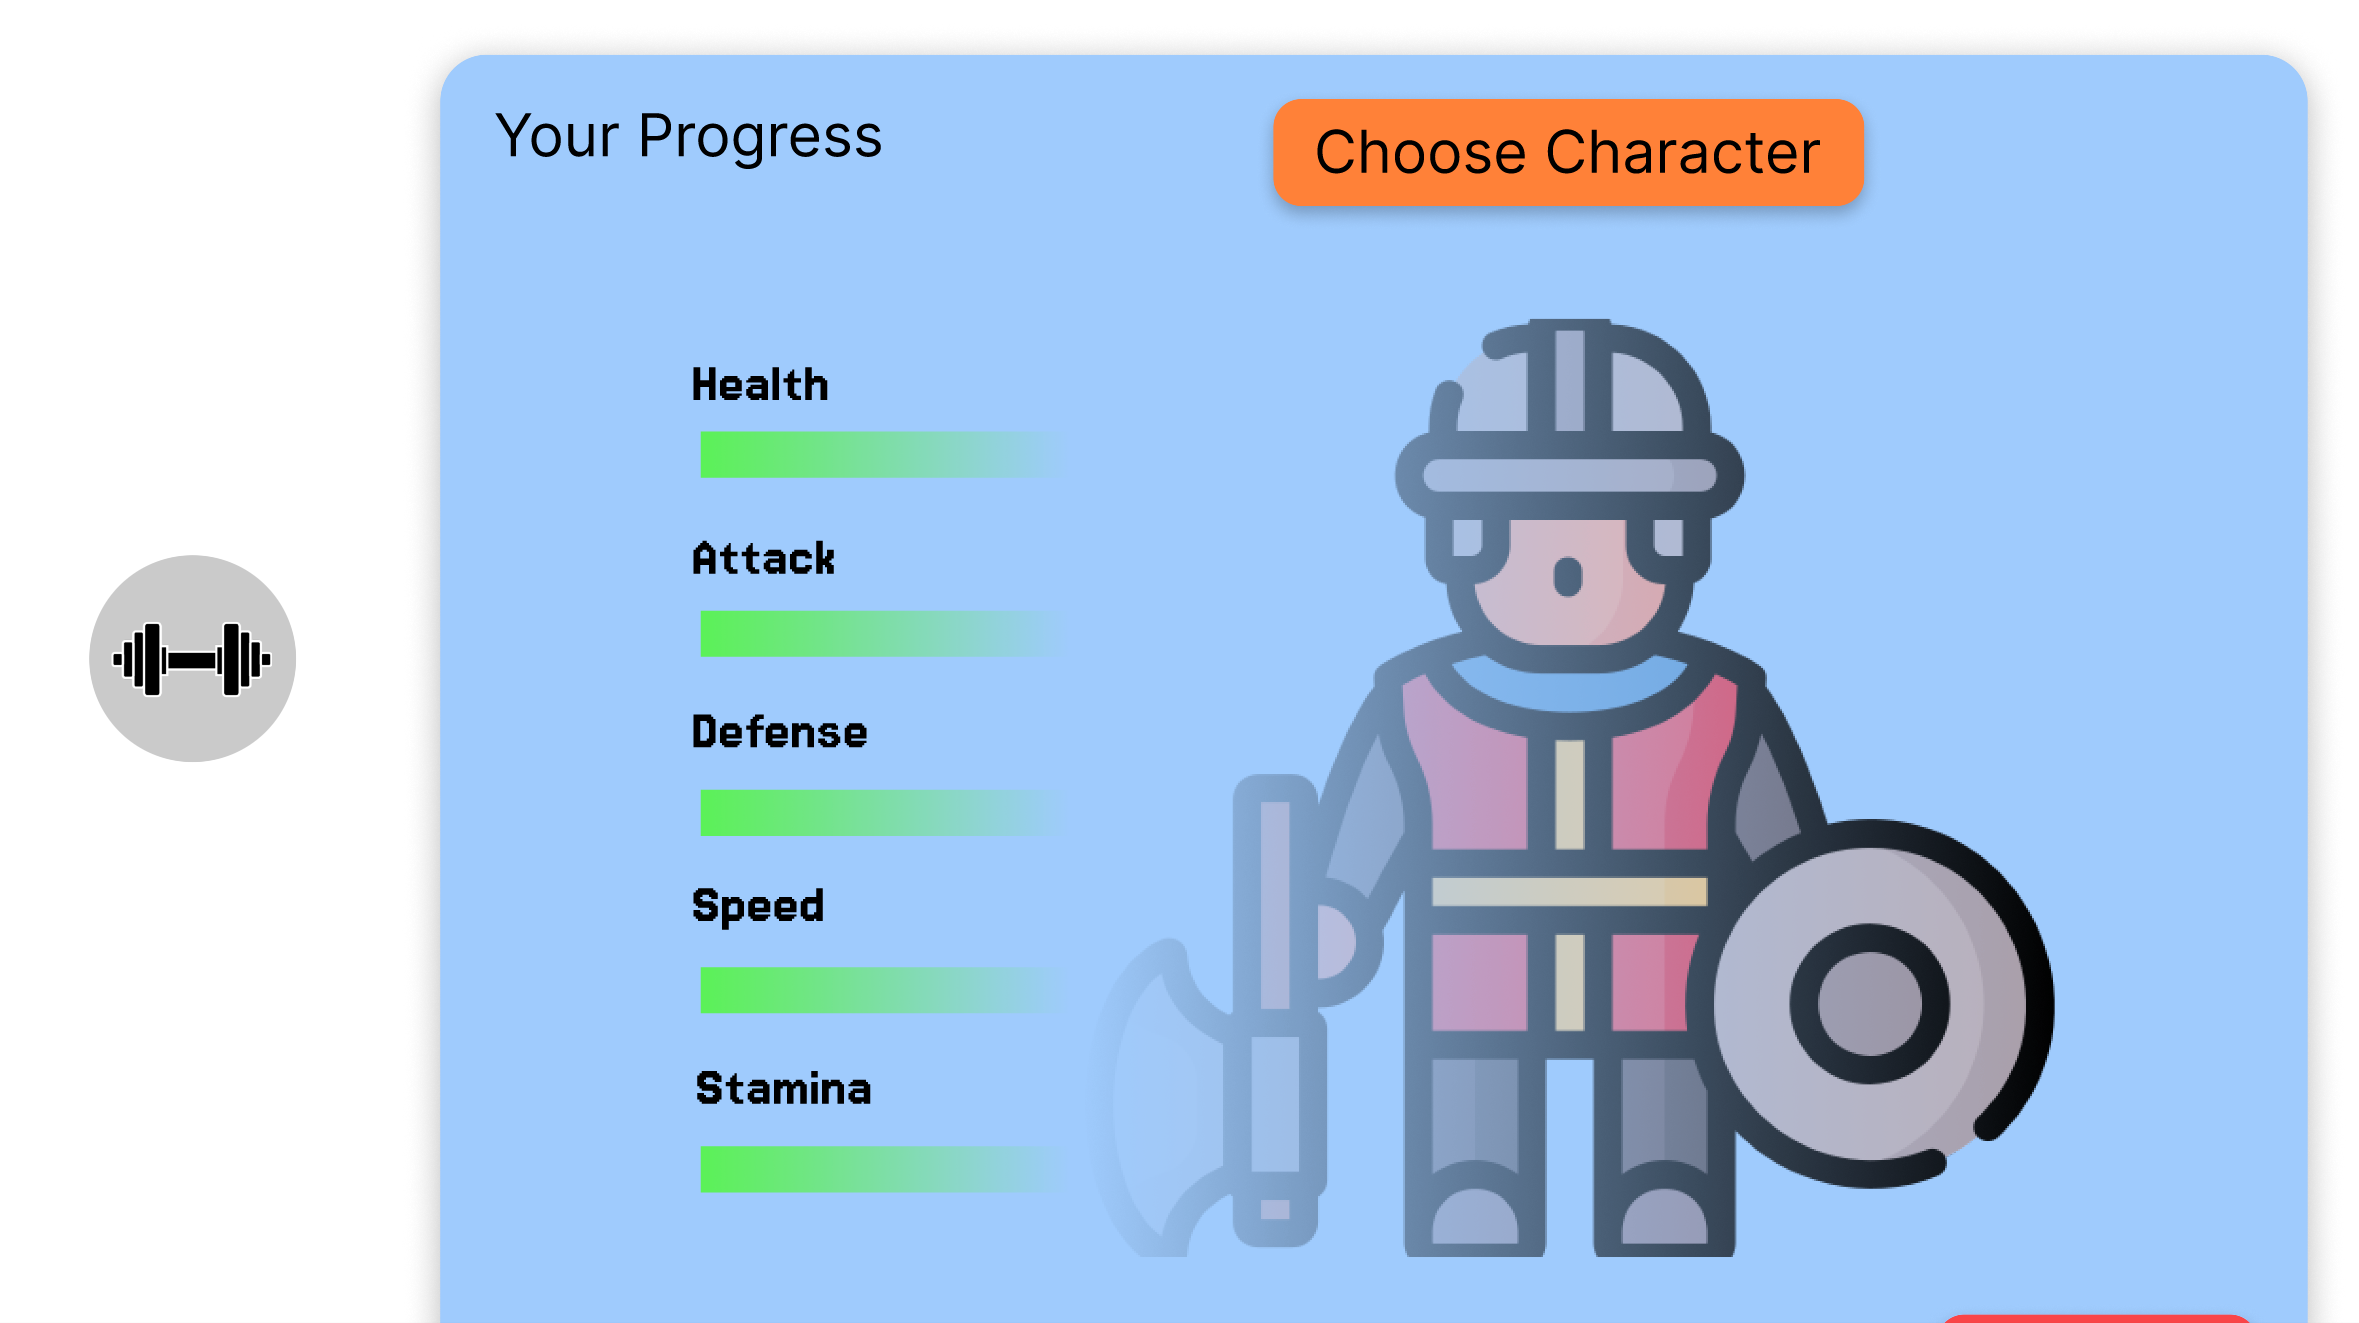 Your Progress
Choose Character
Health
Attack
Defense
Speed
Stamina